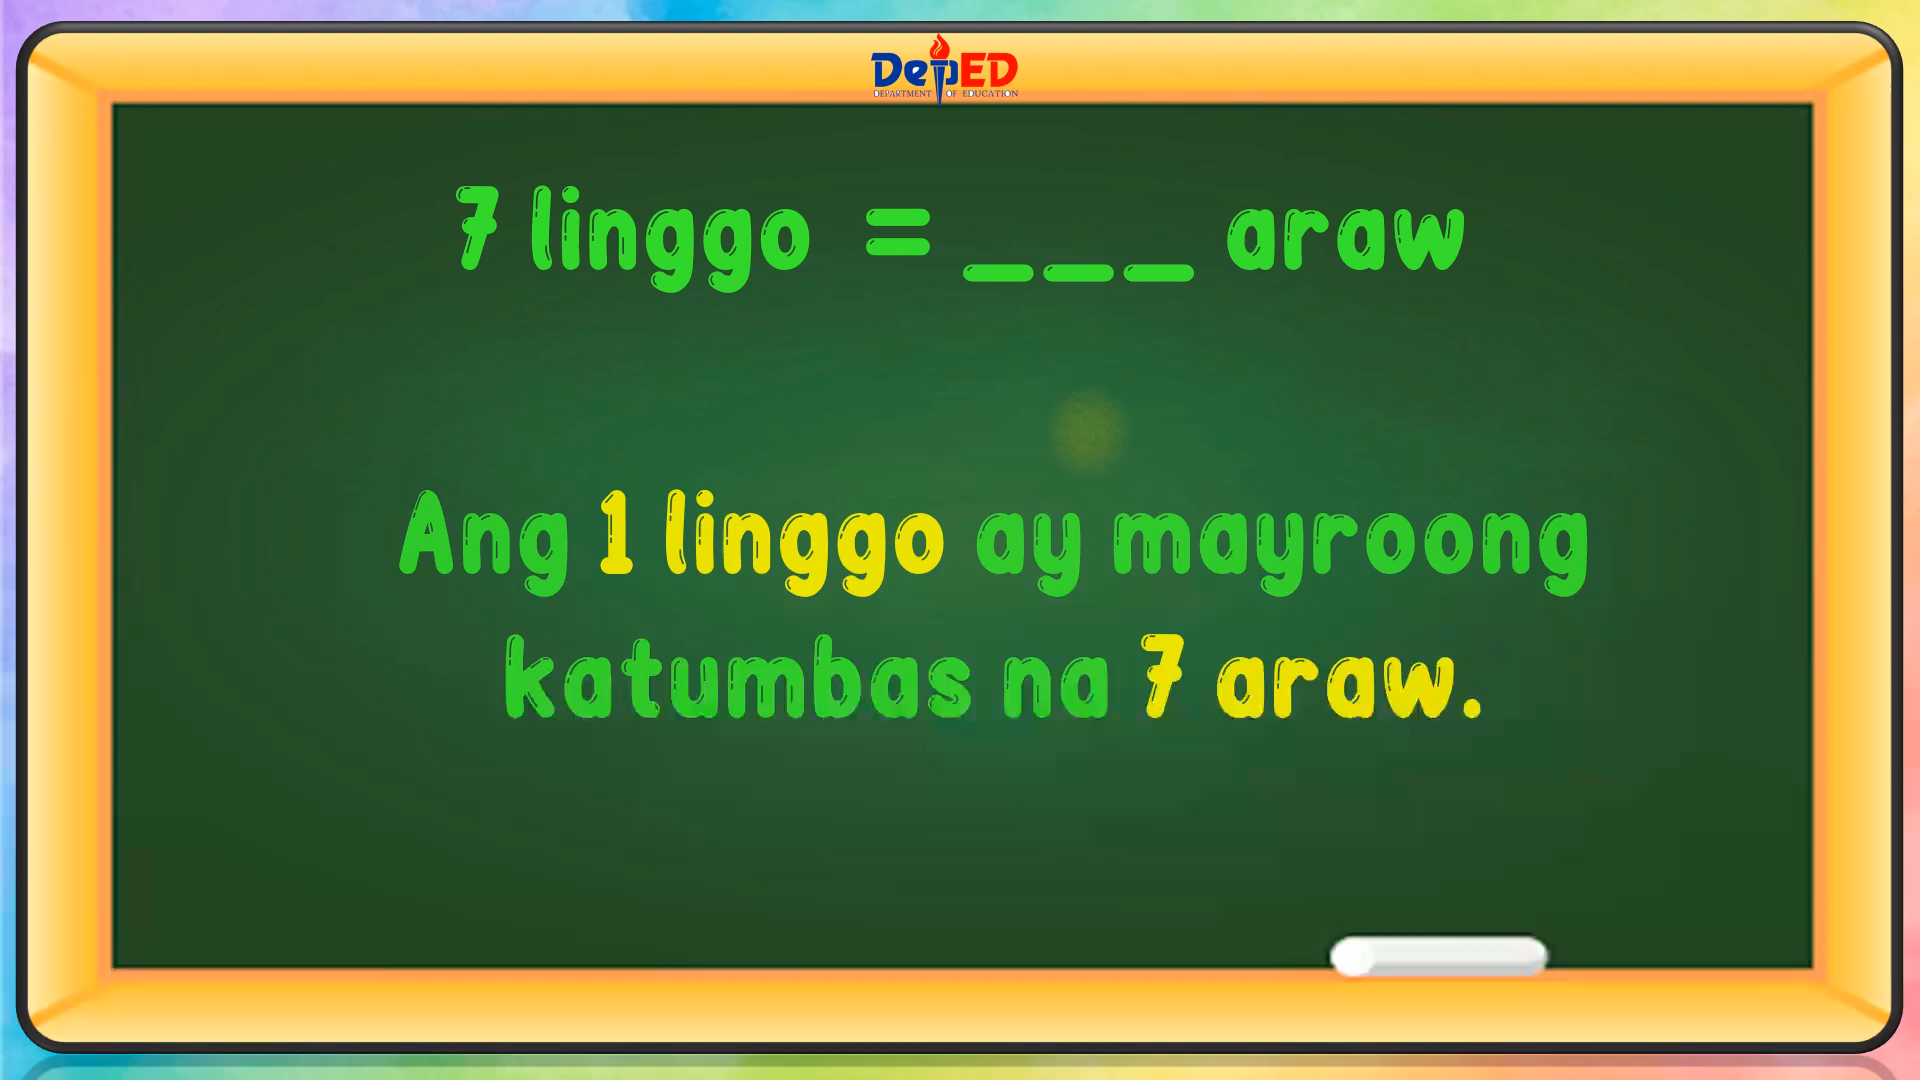 DepED
DEPARTMENT OF EDUCATION
7 linggo = ___ araw
Ang 1 linggo ay mayroong
katumbas na 7 araw.